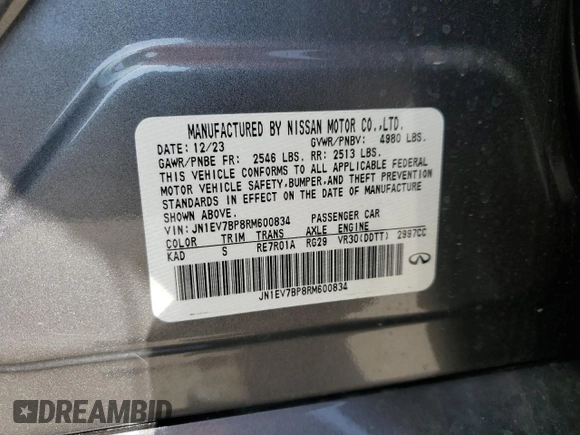 MANUFACTURED BY NISSAN MOTOR CO.,LTD.
DATE: 12/23 GVWR/PNBV: 4980 LBS.
GAWR/PNBE FR: 2546 LBS. RR: 2513 LBS.
THIS VEHICLE CONFORMS TO ALL APPLICABLE FEDERAL
MOTOR VEHICLE SAFETY,BUMPER,AND THEFT PREVENTION
STANDARDS IN EFFECT ON THE DATE OF MANUFACTURE
SHOWN ABOVE.
VIN: JN1EV7BP8RM600834 PASSENGER CAR
COLOR TRIM TRANS AXLE ENGINE
KAD S RE7R01A RG29 VR30(DDTT) 2997CC
JN1EV7BP8RM600834
DREAMBID